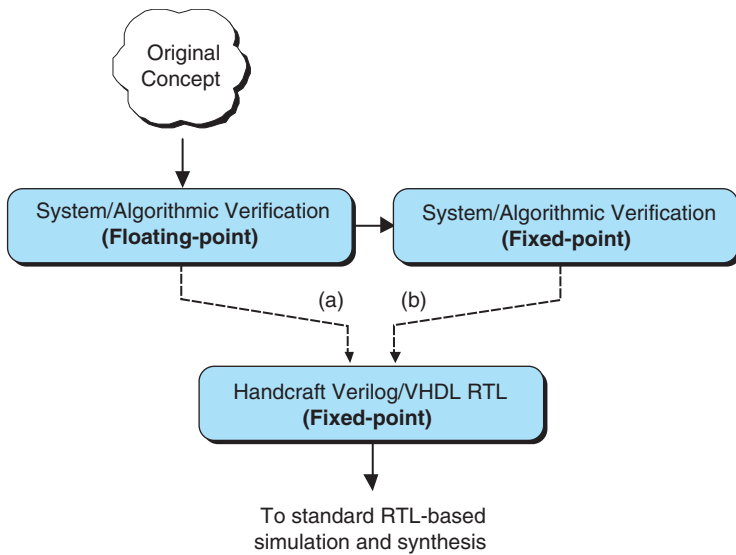 Original
Concept
System/Algorithmic Verification
(Floating-point)
System/Algorithmic Verification
(Fixed-point)
(a)
(b)
Handcraft Verilog/VHDL RTL
(Fixed-point)
To standard RTL-based
simulation and synthesis